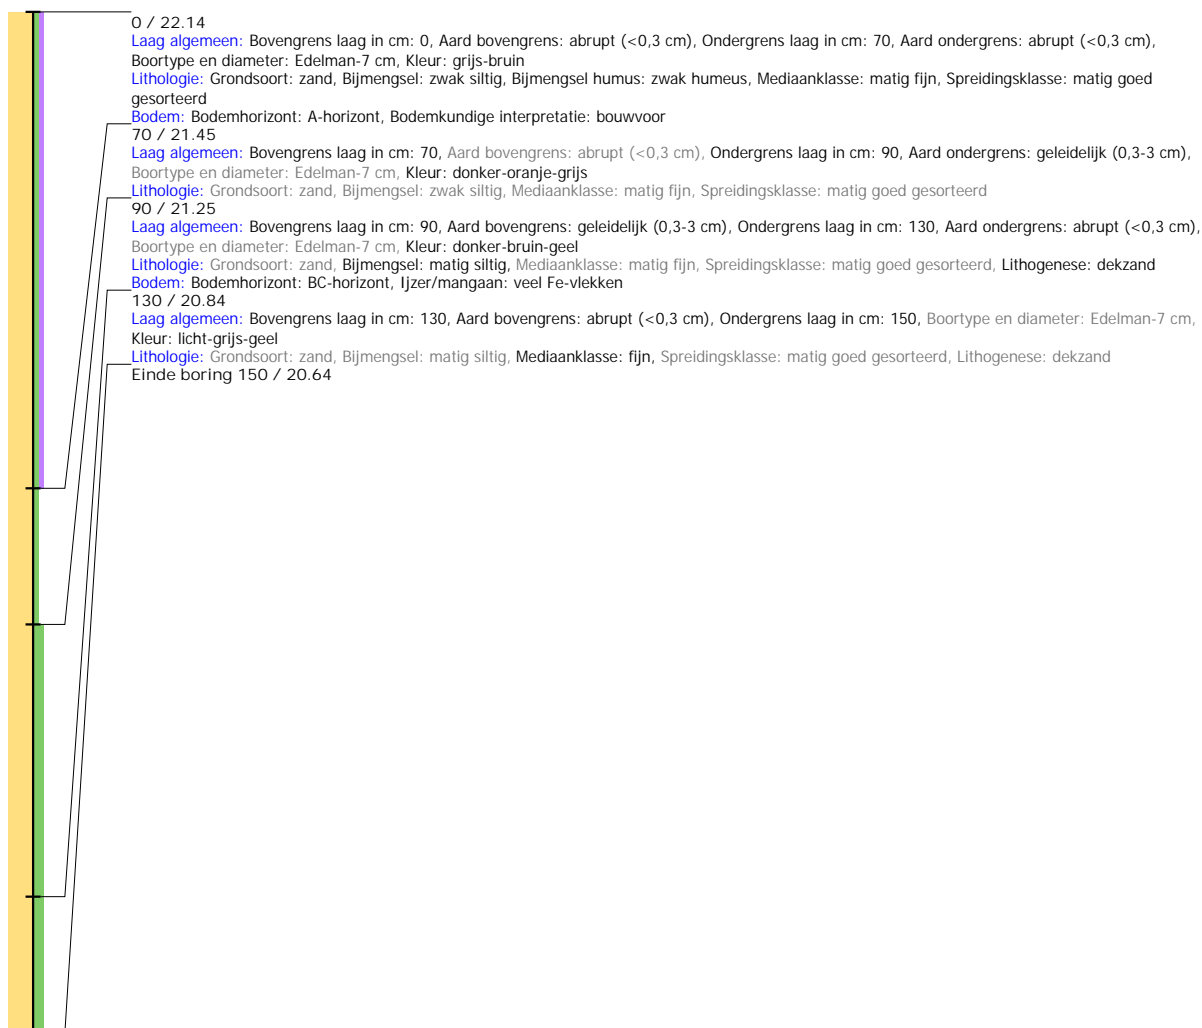 0 / 22.14
Laag algemeen: Bovengrens laag in cm: 0, Aard bovengrens: abrupt (<0,3 cm), Ondergrens laag in cm: 70, Aard ondergrens: abrupt (<0,3 cm),
Boortype en diameter: Edelman-7 cm, Kleur: grijs-bruin
Lithologie: Grondsoort: zand, Bijmengsel: zwak siltig, Bijmengsel humus: zwak humeus, Mediaanklasse: matig fijn, Spreidingsklasse: matig goed
gesorteerd
Bodem: Bodemhorizont: A-horizont, Bodemkundige interpretatie: bouwvoor
70 / 21.45
Laag algemeen: Bovengrens laag in cm: 70, Aard bovengrens: abrupt (<0,3 cm), Ondergrens laag in cm: 90, Aard ondergrens: geleidelijk (0,3-3 cm),
Boortype en diameter: Edelman-7 cm, Kleur: donker-oranje-grijs
Lithologie: Grondsoort: zand, Bijmengsel: zwak siltig, Mediaanklasse: matig fijn, Spreidingsklasse: matig goed gesorteerd
90 / 21.25
Laag algemeen: Bovengrens laag in cm: 90, Aard bovengrens: geleidelijk (0,3-3 cm), Ondergrens laag in cm: 130, Aard ondergrens: abrupt (<0,3 cm),
Boortype en diameter: Edelman-7 cm, Kleur: donker-bruin-geel
Lithologie: Grondsoort: zand, Bijmengsel: matig siltig, Mediaanklasse: matig fijn, Spreidingsklasse: matig goed gesorteerd, Lithogenese: dekzand
Bodem: Bodemhorizont: BC-horizont, Ijzer/mangaan: veel Fe-vlekken
130 / 20.84
Laag algemeen: Bovengrens laag in cm: 130, Aard bovengrens: abrupt (<0,3 cm), Ondergrens laag in cm: 150, Boortype en diameter: Edelman-7 cm,
Kleur: licht-grijs-geel
Lithologie: Grondsoort: zand, Bijmengsel: matig siltig, Mediaanklasse: fijn, Spreidingsklasse: matig goed gesorteerd, Lithogenese: dekzand
Einde boring 150 / 20.64